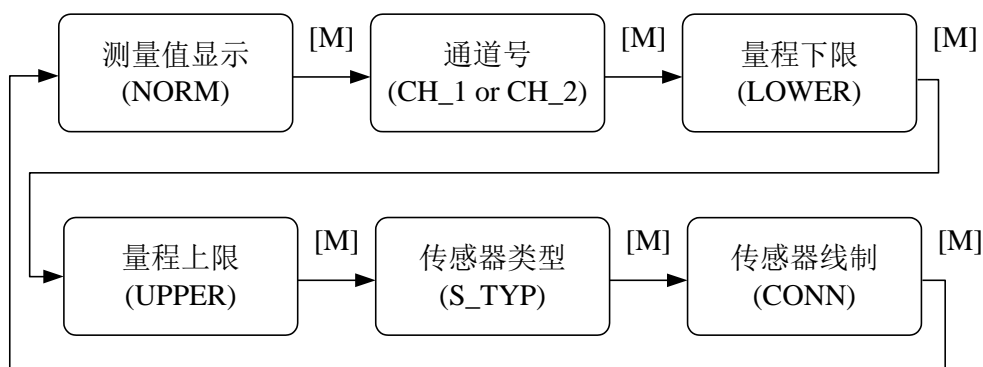 测量值显示
(NORM)
[M]
通道号
(CH_1 or CH_2)
[M]
量程下限
(LOWER)
[M]
量程上限
(UPPER)
[M]
传感器类型
(S_TYP)
[M]
传感器线制
(CONN)
[M]